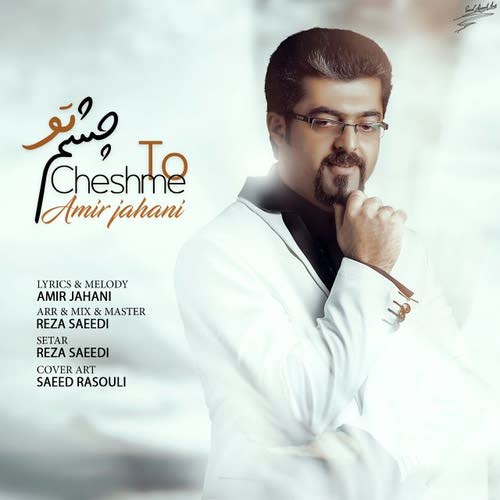 چشم تو
Cheshme To
Amir jahani
LYRICS & MELODY
AMIR JAHANI
ARR & MIX & MASTER
REZA SAEEDI
SETAR
REZA SAEEDI
COVER ART
SAEED RASOULI